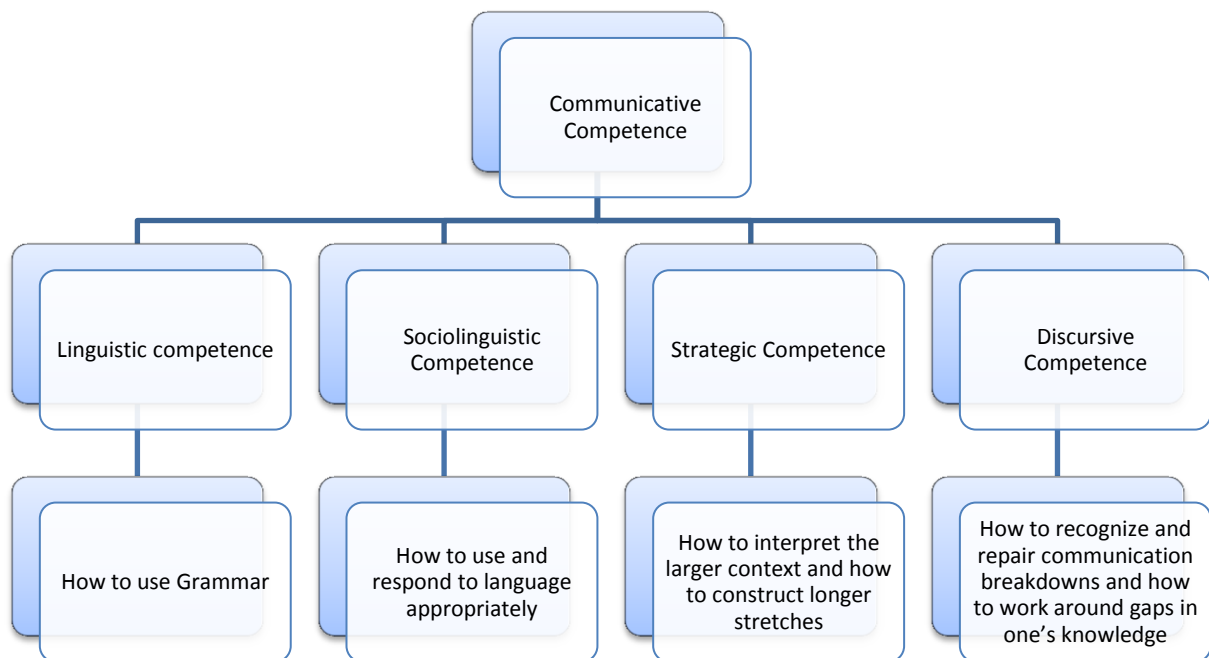 Communicative
Competence
Linguistic competence
Sociolinguistic
Competence
Strategic Competence
Discursive
Competence
How to use Grammar
How to use and
respond to language
appropriately
How to interpret the
larger context and how
to construct longer
stretches
How to recognize and
repair communication
breakdowns and how
to work around gaps in
one’s knowledge